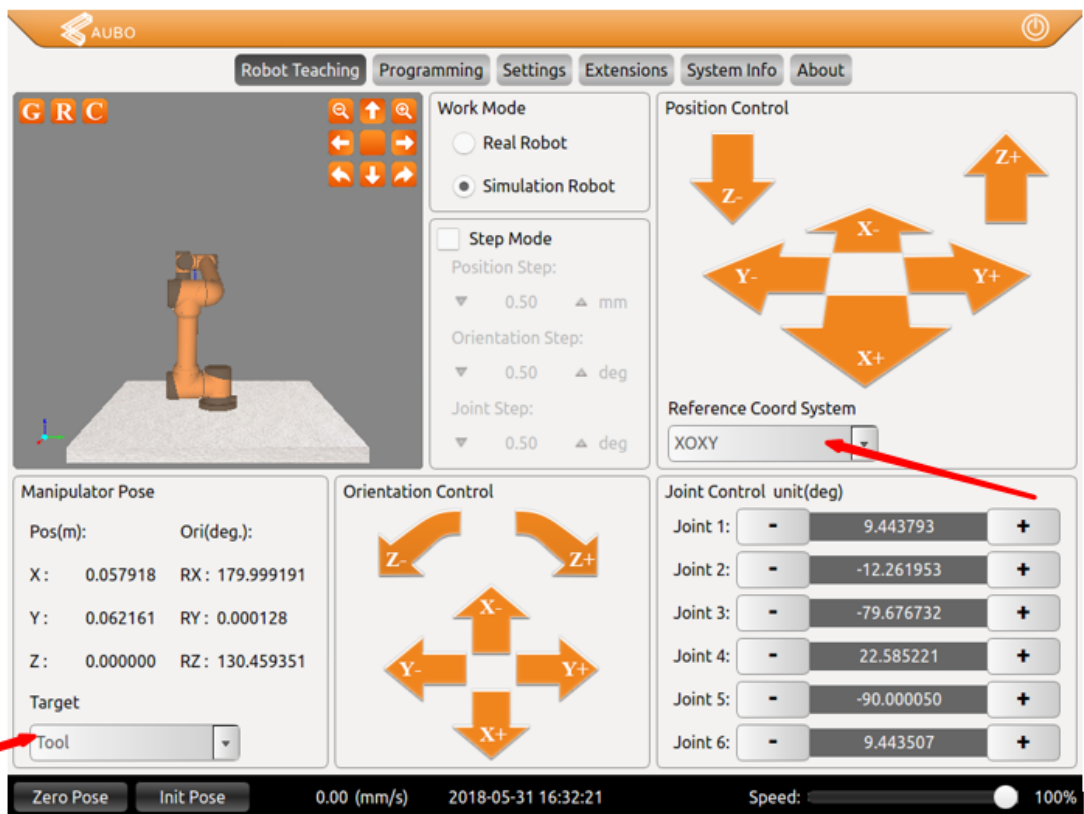 AUBO
Robot Teaching Programming Settings Extensions System Info About
G R C
Work Mode
Real Robot
Simulation Robot
Step Mode
Position Step:
0.50 mm
Orientation Step:
0.50 deg
Joint Step:
0.50 deg
Position Control
Z-
Z+
X-
Y-
Y+
X+
Reference Coord System
XOXY
Manipulator Pose
Pos(m): Ori(deg.):
X: 0.057918 RX: 179.999191
Y: 0.062161 RY: 0.000128
Z: 0.000000 RZ: 130.459351
Target
Tool
Orientation Control
Z-
Z+
X-
Y-
Y+
X+
Joint Control unit(deg)
Joint 1: - 9.443793 +
Joint 2: - -12.261953 +
Joint 3: - -79.676732 +
Joint 4: - 22.585221 +
Joint 5: - -90.000050 +
Joint 6: - 9.443507 +
Zero Pose Init Pose 0.00 (mm/s) 2018-05-31 16:32:21 Speed: 100%